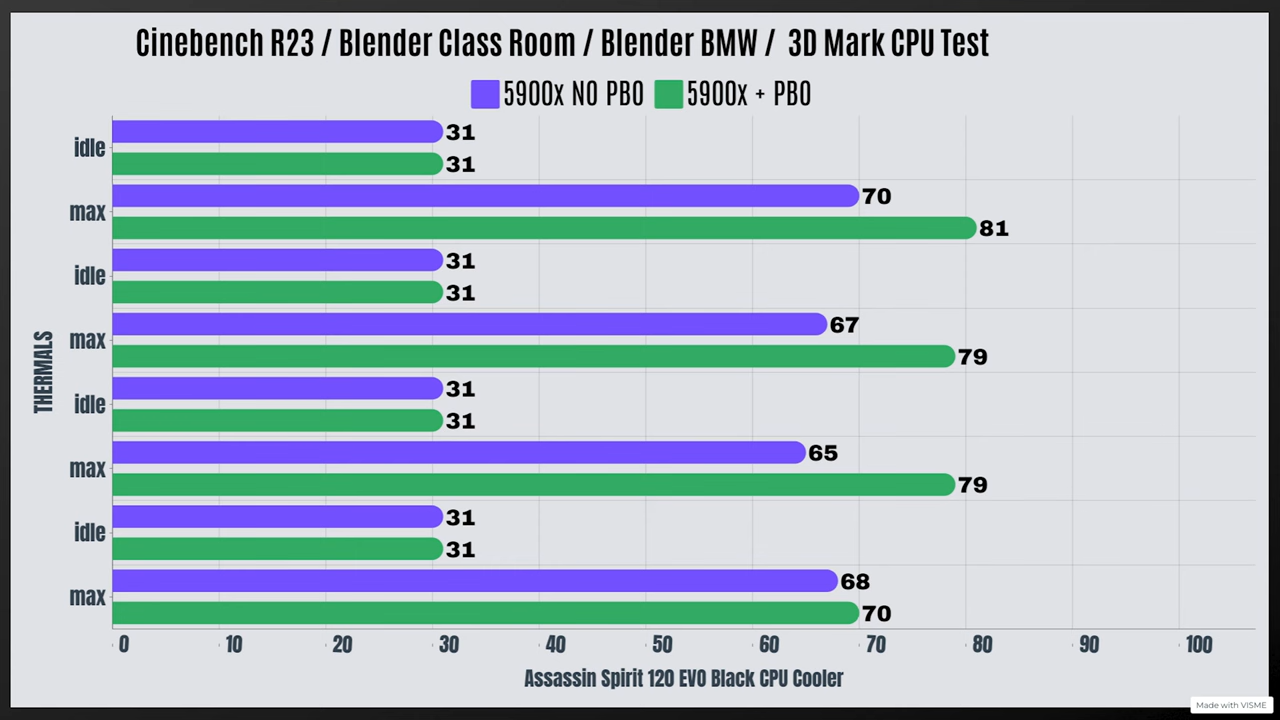 Cinebench R23 / Blender Class Room / Blender BMW / 3D Mark CPU Test
5900x NO PBO 5900x + PBO
THERMALS
idle
31
31
max
70
81
idle
31
31
max
67
79
idle
31
31
max
65
79
idle
31
31
max
68
70
0 10 20 30 40 50 60 70 80 90 100
Assassin Spirit 120 EVO Black CPU Cooler
Made with VISME